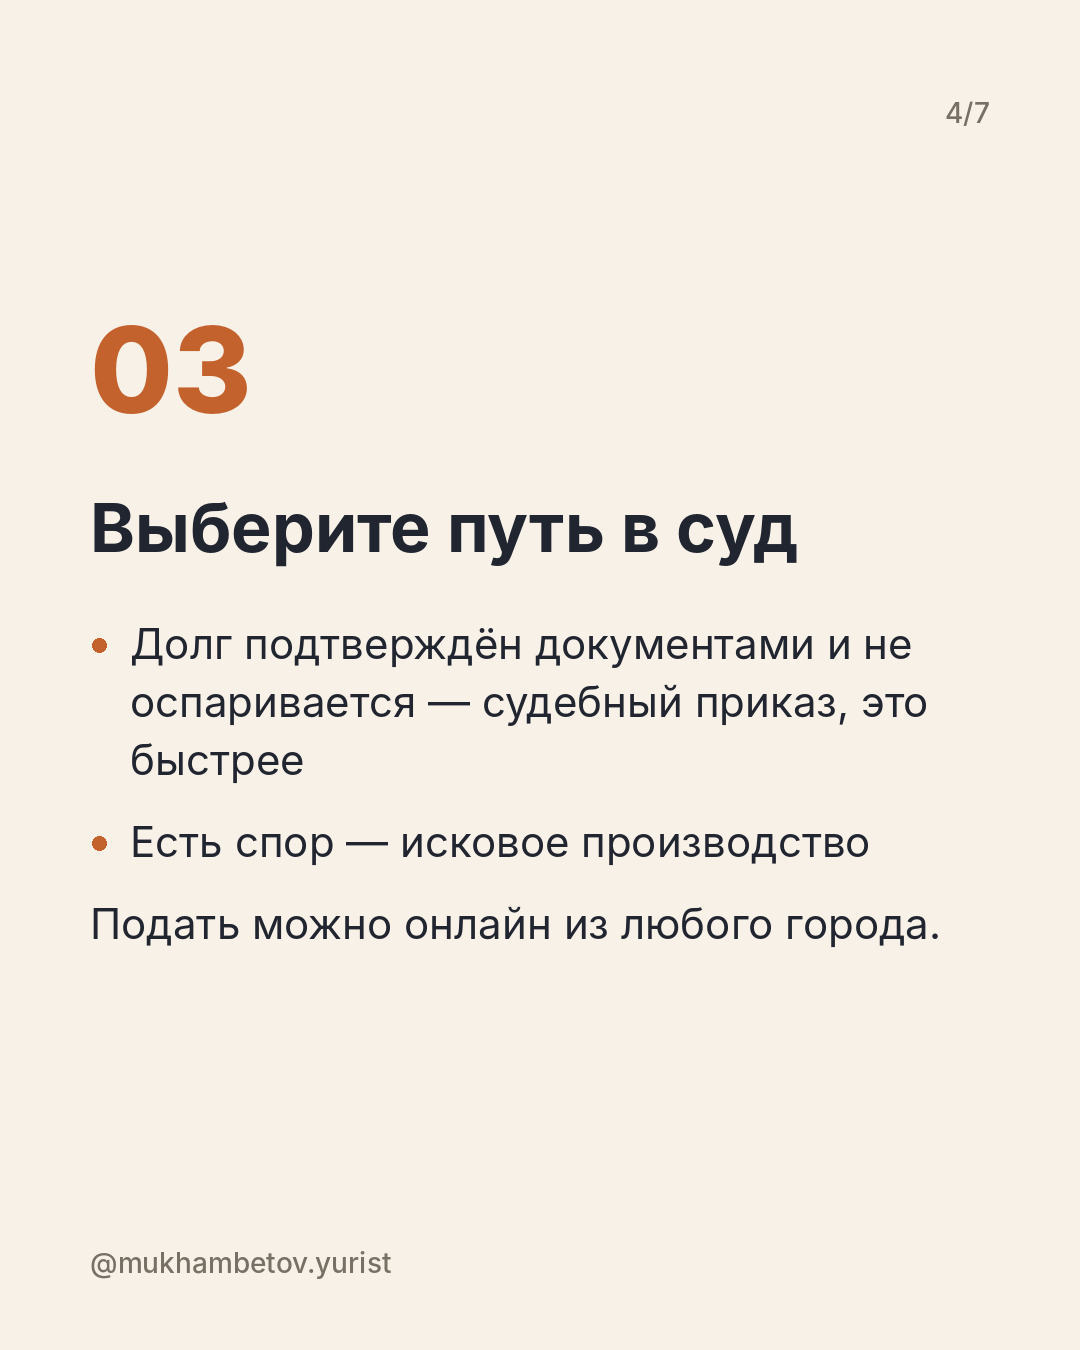 4/7
03
Выберите путь в суд
• Долг подтверждён документами и не
оспаривается — судебный приказ, это
быстрее
• Есть спор — исковое производство
Подать можно онлайн из любого города.
@mukhambetov.yurist